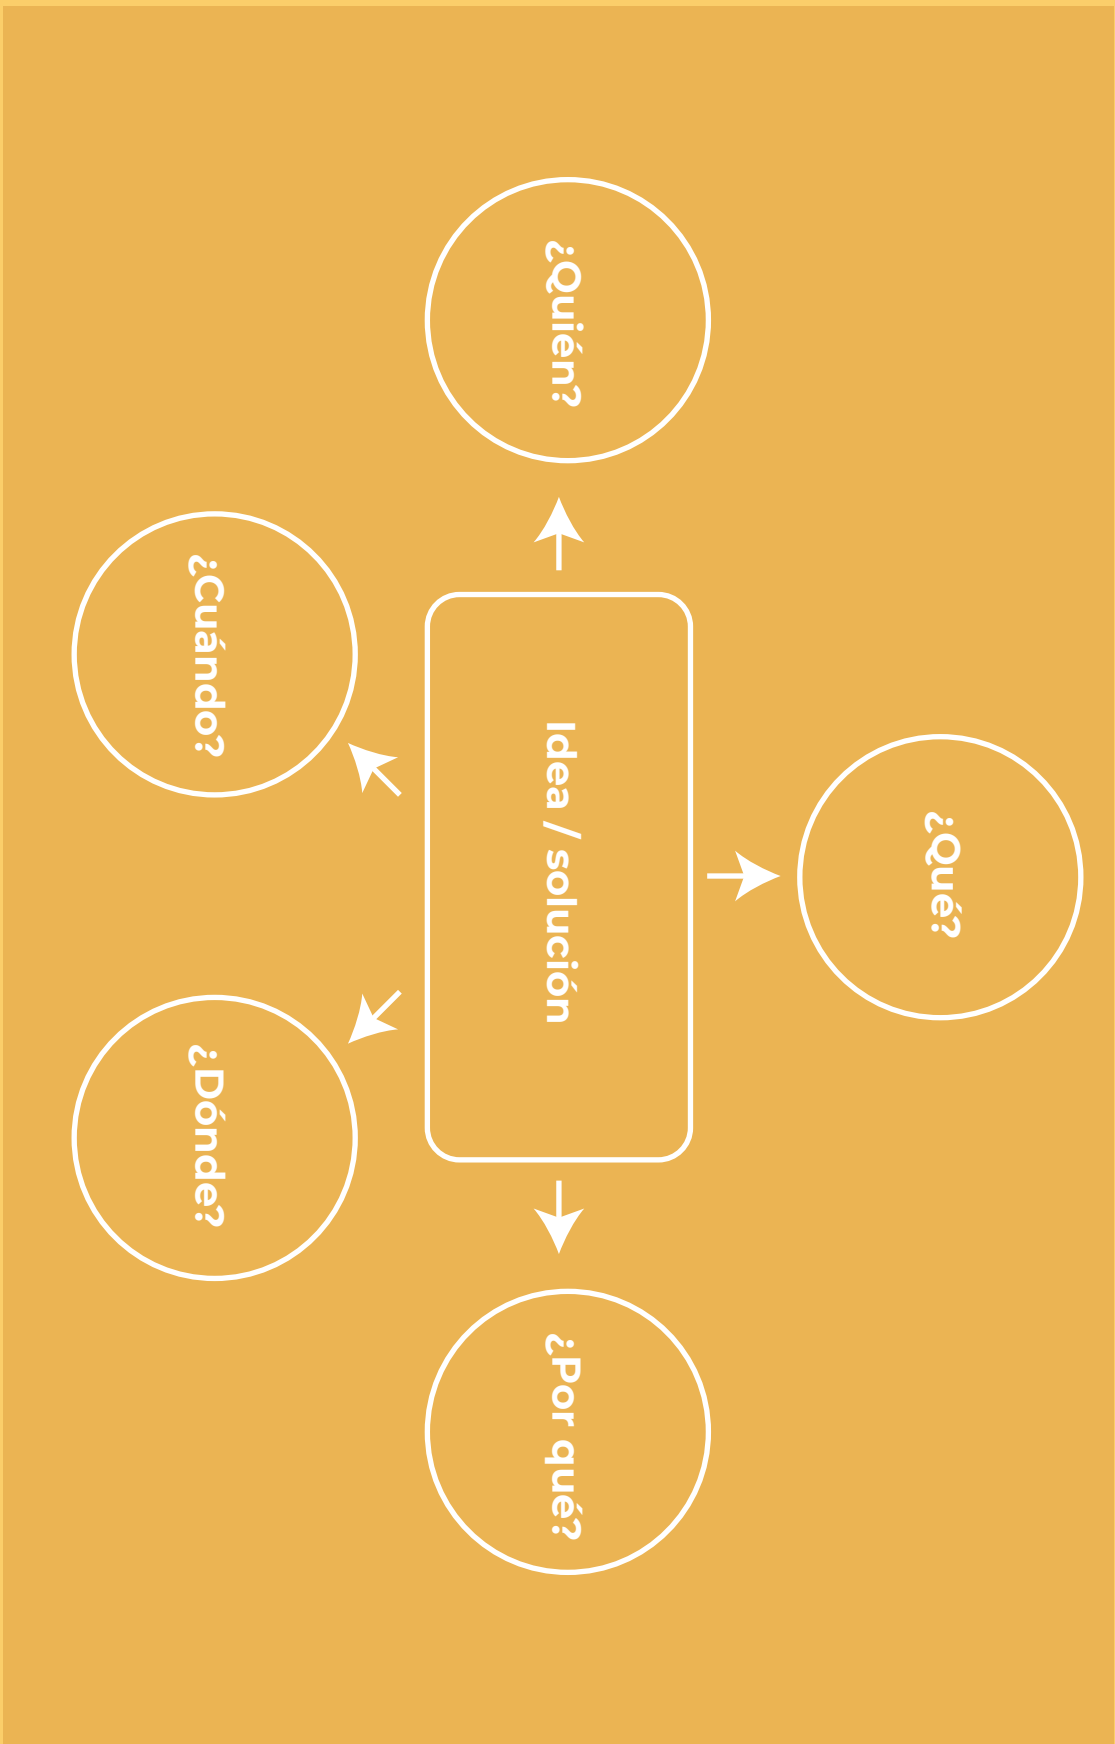 ¿Qué?
¿Quién?
Idea / solución
¿Por qué?
¿Cuándo?
¿Dónde?